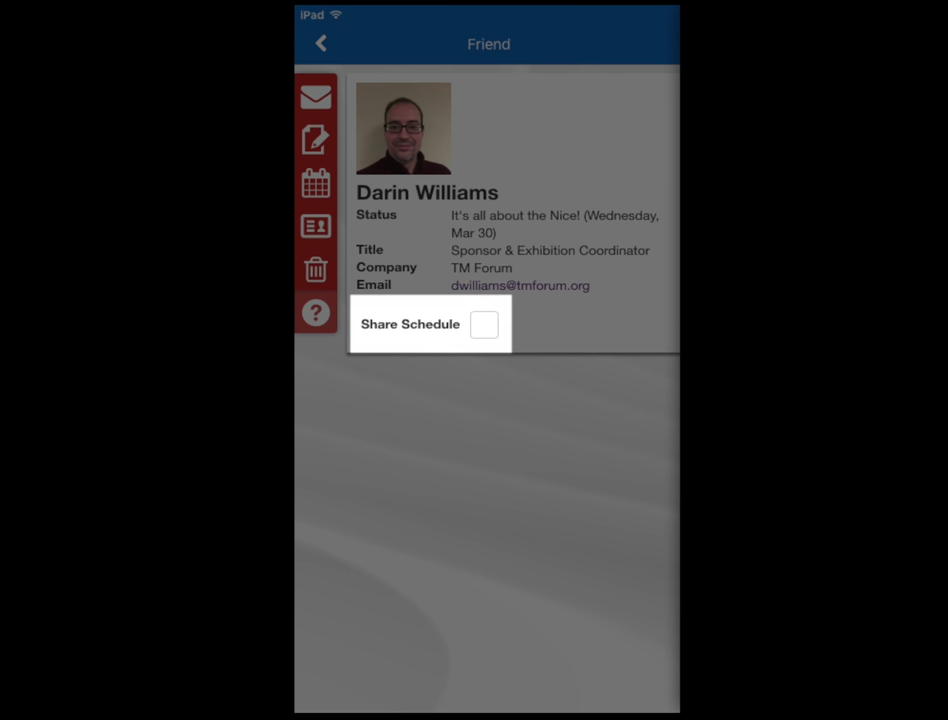 iPad
Friend
Darin Williams
Status It's all about the Nice! (Wednesday,
Mar 30)
Title Sponsor & Exhibition Coordinator
Company TM Forum
Email dwilliams@tmforum.org
Share Schedule
?